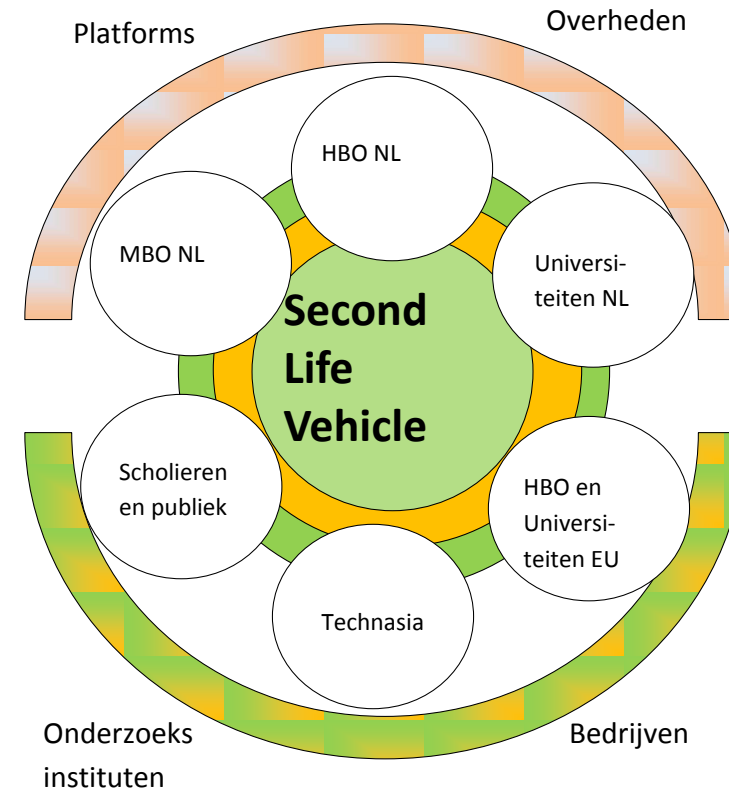 Platforms
Overheden
HBO NL
MBO NL
Universi-
teiten NL
Second
Life
Vehicle
Scholieren
en publiek
HBO en
Universi-
teiten EU
Technasia
Onderzoeks
instituten
Bedrijven